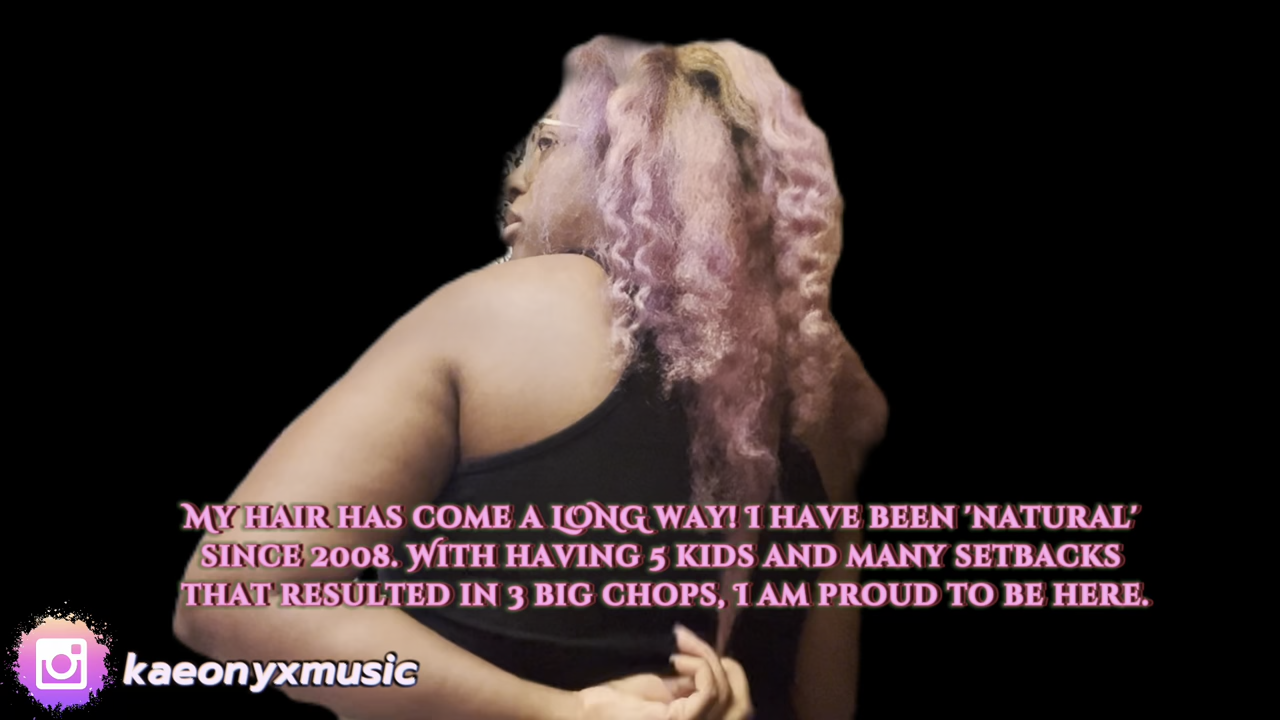 My hair has come a LONG way! I have been 'natural'
since 2008. With having 5 kids and many setbacks
that resulted in 3 big chops, I am proud to be here.
kaeonyxmusic